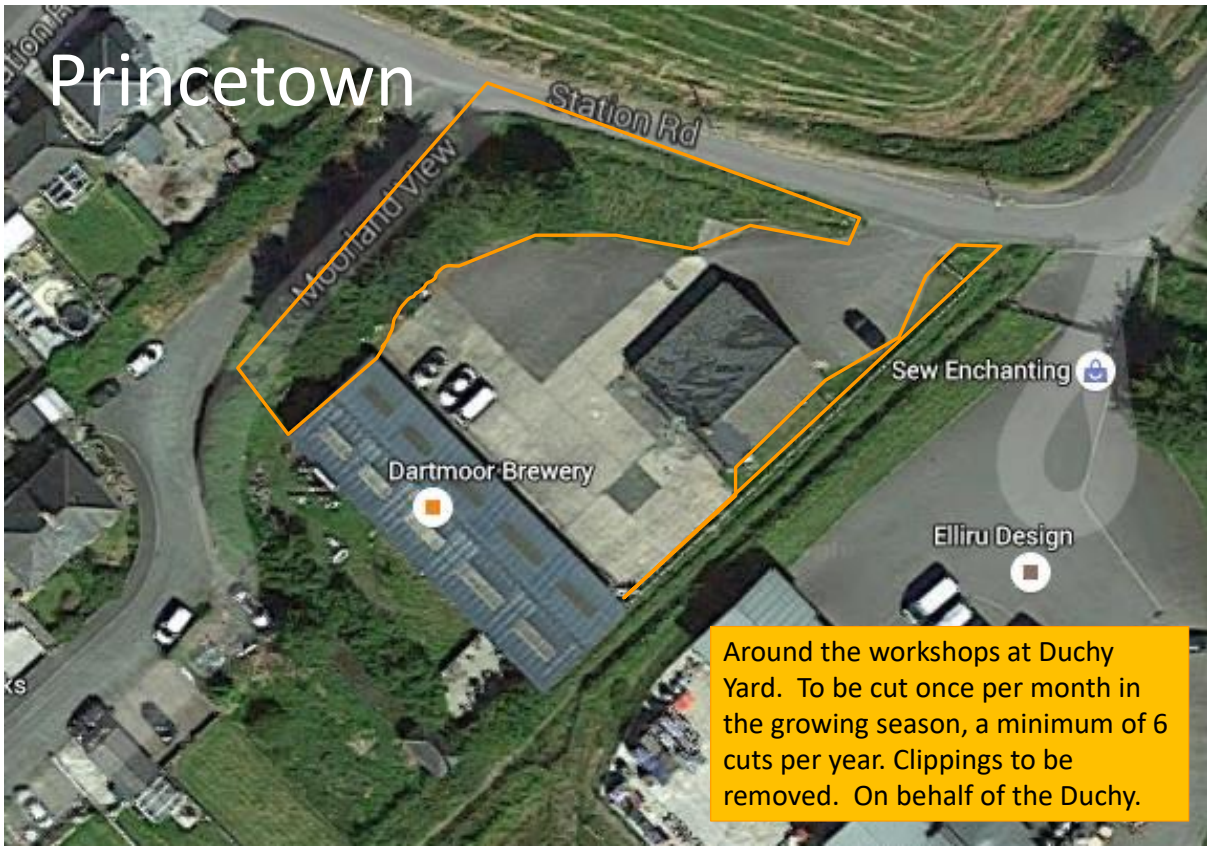 Princetown
Station Rd
Moorland View
Sew Enchanting
Dartmoor Brewery
Elliru Design
ks
Around the workshops at Duchy
Yard.  To be cut once per month in
the growing season, a minimum of 6
cuts per year. Clippings to be
removed.  On behalf of the Duchy.